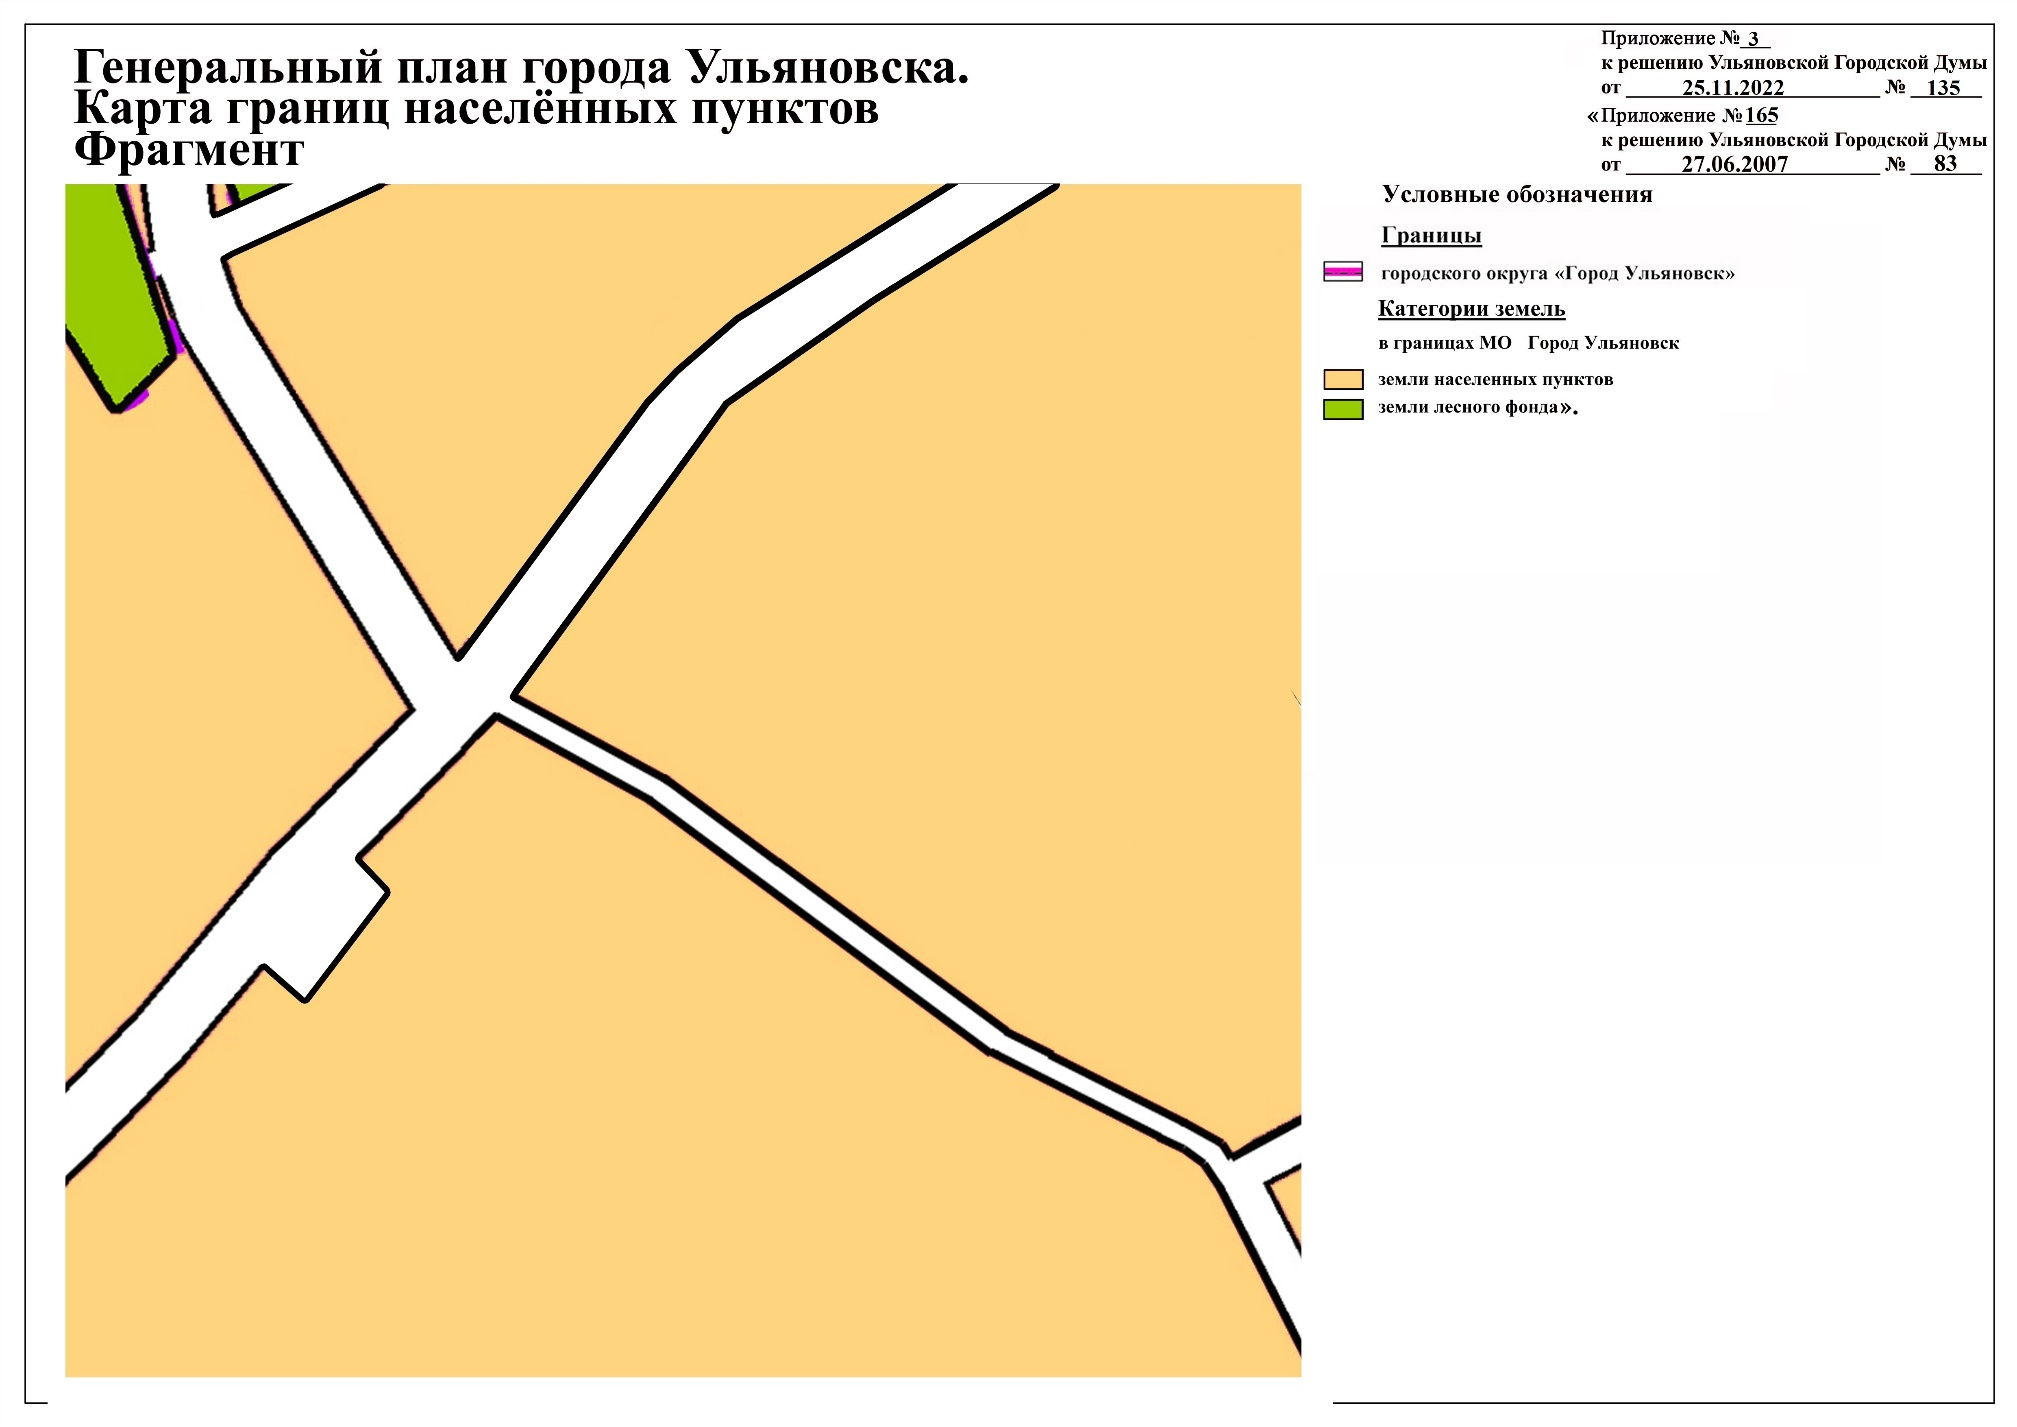 Генеральный план города Ульяновска.
Карта границ населённых пунктов
Фрагмент
Приложение № 3
к решению Ульяновской Городской Думы
от 25.11.2022 № 135
«Приложение №165
к решению Ульяновской Городской Думы
от 27.06.2007 № 83
Условные обозначения
Границы
городского округа «Город Ульяновск»
Категории земель
в границах МО Город Ульяновск
земли населенных пунктов
земли лесного фонда».